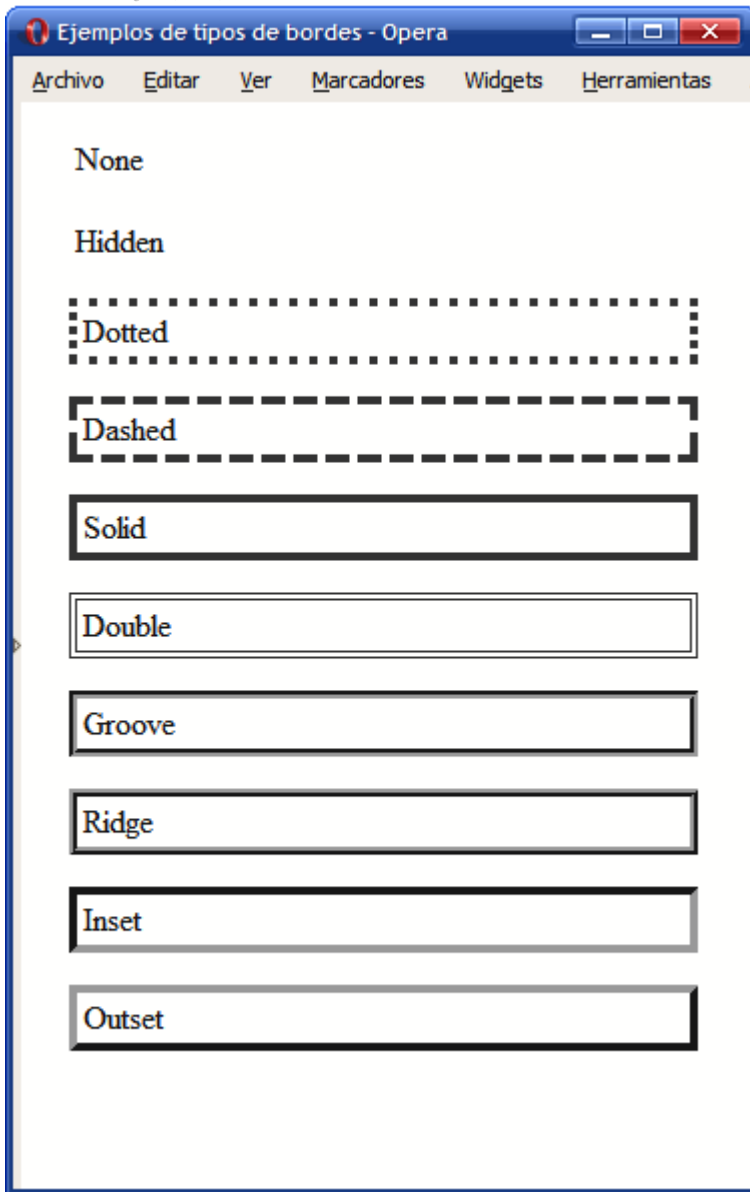 Ejemplos de tipos de bordes - Opera
Archivo Editar Ver Marcadores Widgets Herramientas
None
Hidden
Dotted
Dashed
Solid
Double
Groove
Ridge
Inset
Outset